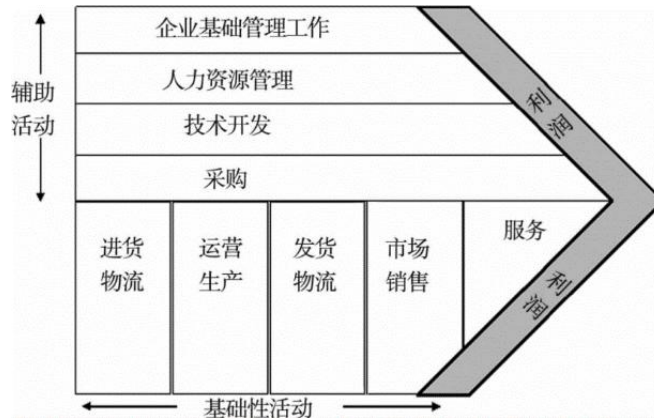 企业基础管理工作
人力资源管理
技术开发
采购
辅助
活动
利润
进货
物流
运营
生产
发货
物流
市场
销售
服务
利润
基础性活动